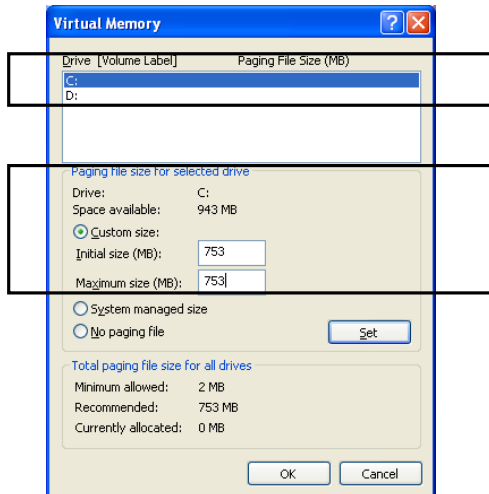 Virtual Memory
Drive [Volume Label] Paging File Size (MB)
C:
D:
Paging file size for selected drive
Drive: C:
Space available: 943 MB
Custom size:
Initial size (MB): 753
Maximum size (MB): 753
System managed size
No paging file Set
Total paging file size for all drives
Minimum allowed: 2 MB
Recommended: 753 MB
Currently allocated: 0 MB
OK Cancel